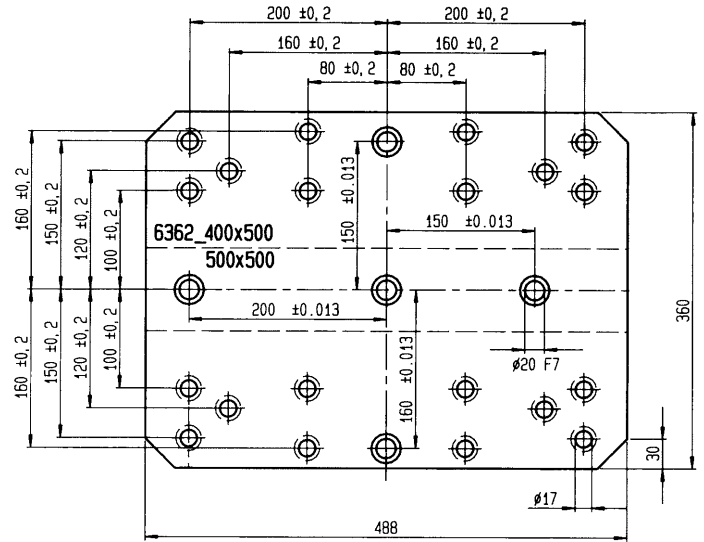 200 ±0,2 200 ±0,2
160 ±0,2 160 ±0,2
80 ±0,2 80 ±0,2
160 ±0,2
150 ±0,2
120 ±0,2
100 ±0,2
150 ±0.013
150 ±0.013
6362_400x500
500x500
200 ±0.013
160 ±0.013
ø20 F7
360
160 ±0,2
150 ±0,2
120 ±0,2
100 ±0,2
30
ø17
488